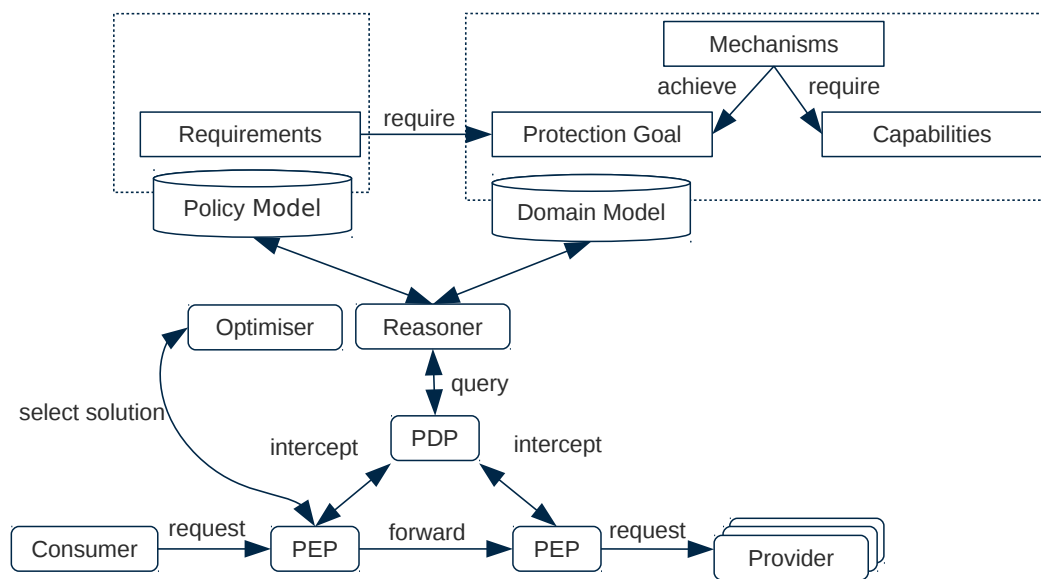 Mechanisms
achieve
require
Requirements
require
Protection Goal
Capabilities
Policy Model
Domain Model
Optimiser
Reasoner
query
select solution
PDP
intercept
intercept
Consumer
request
PEP
forward
PEP
request
Provider